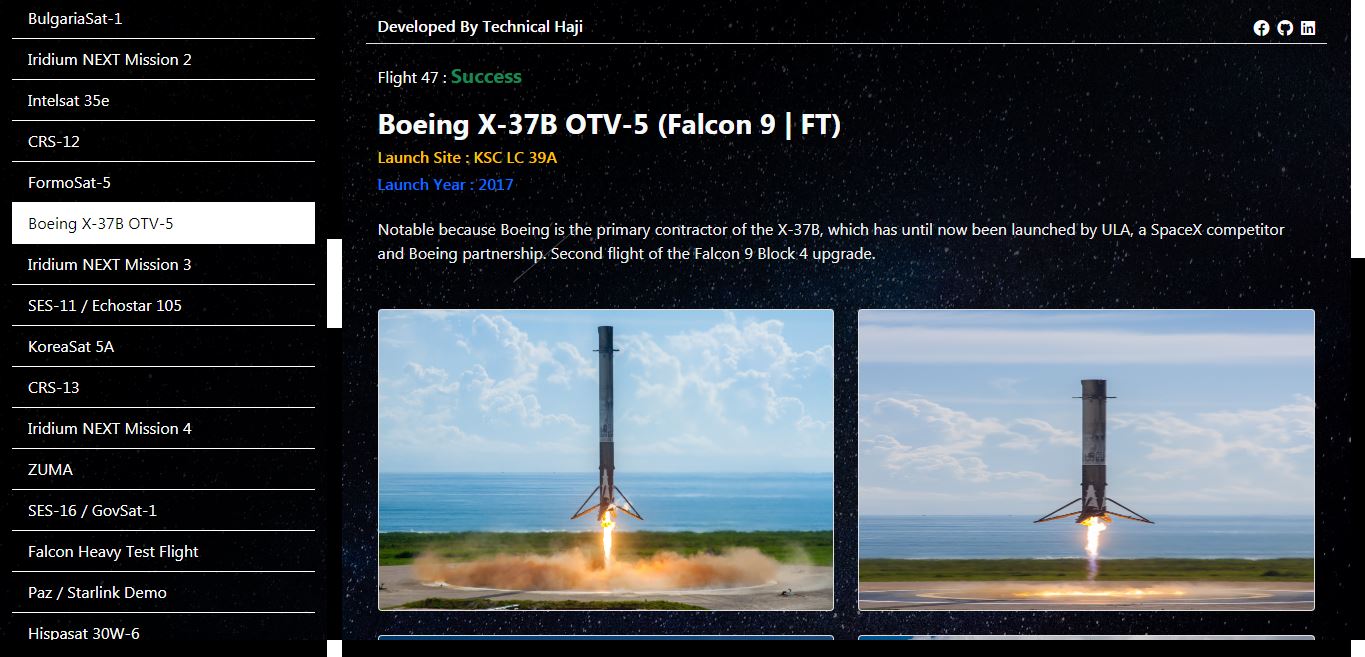 BulgariaSat-1
Iridium NEXT Mission 2
Intelsat 35e
CRS-12
FormoSat-5
Boeing X-37B OTV-5
Iridium NEXT Mission 3
SES-11 / Echostar 105
KoreaSat 5A
CRS-13
Iridium NEXT Mission 4
ZUMA
SES-16 / GovSat-1
Falcon Heavy Test Flight
Paz / Starlink Demo
Hispasat 30W-6
Developed By Technical Haji
Flight 47 : Success
Boeing X-37B OTV-5 (Falcon 9 | FT)
Launch Site : KSC LC 39A
Launch Year : 2017
Notable because Boeing is the primary contractor of the X-37B, which has until now been launched by ULA, a SpaceX competitor
and Boeing partnership. Second flight of the Falcon 9 Block 4 upgrade.